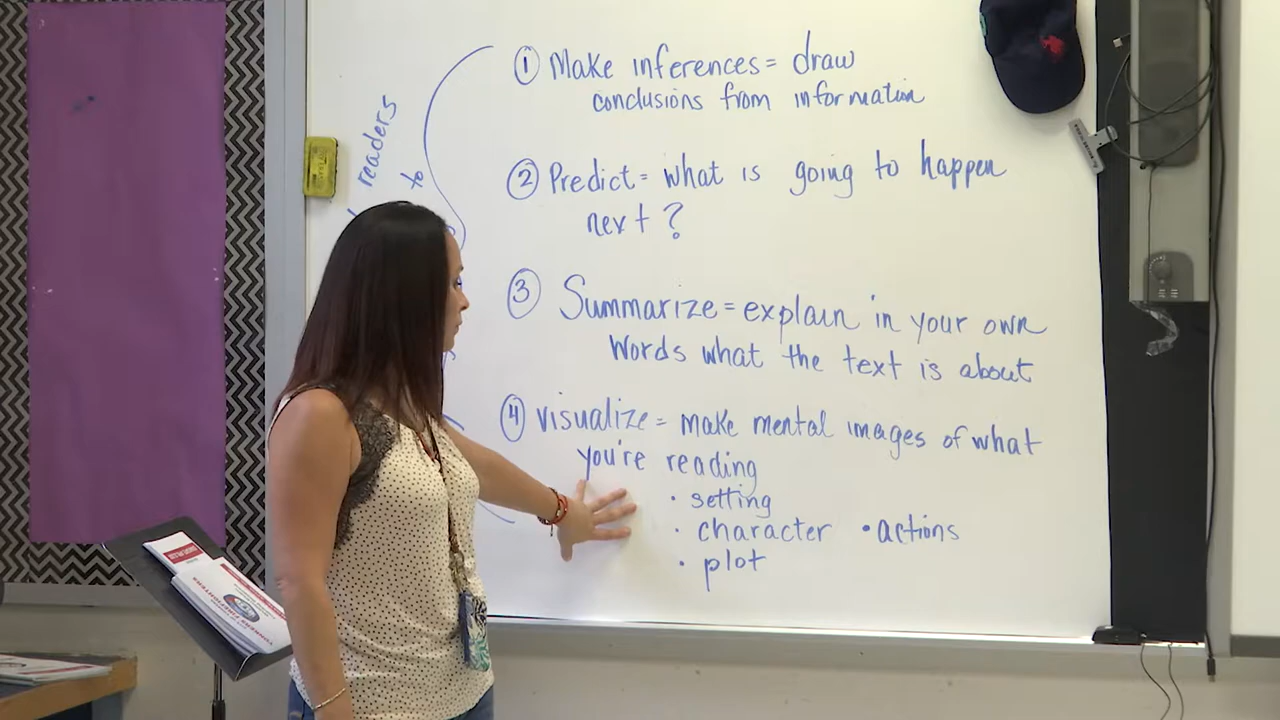 readers
to
① Make inferences = draw
conclusions from information
② Predict = what is going to happen
next?
③ Summarize = explain in your own
Words what the text is about
④ visualize = make mental images of what
you're reading
• setting
• character • actions
• plot